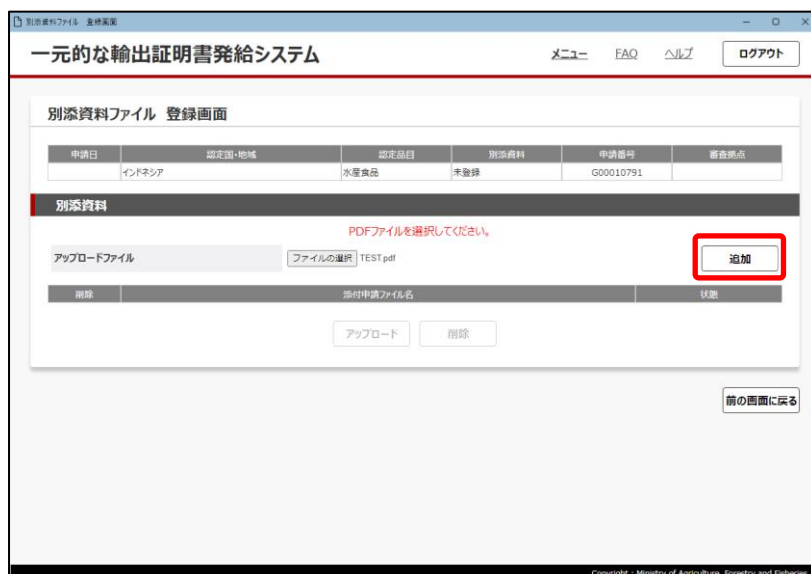 別添資料ファイル 登録画面
一元的な輸出証明書発給システム
メニュー FAQ ヘルプ ログアウト
別添資料ファイル 登録画面
申請日 認定国・地域 認定品目 別添資料 申請番号 審査拠点
インドネシア 水産食品 未登録 G00010791
別添資料
PDFファイルを選択してください。
アップロードファイル ファイルの選択 TEST.pdf 追加
削除 添付申請ファイル名 状態
アップロード 削除
前の画面に戻る
Copyright : Ministry of Agriculture, Forestry and Fisheries